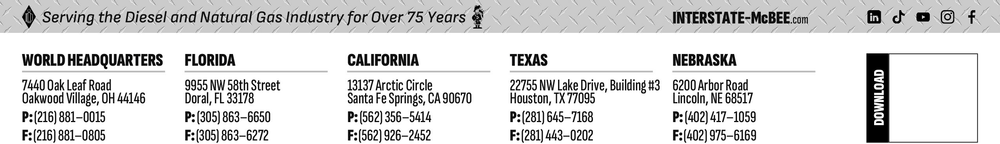 Serving the Diesel and Natural Gas Industry for Over 75 Years
INTERSTATE-McBEE.com
WORLD HEADQUARTERS
7440 Oak Leaf Road
Oakwood Village, OH 44146
P: (216) 881–0015
F: (216) 881–0805
FLORIDA
9955 NW 58th Street
Doral, FL 33178
P: (305) 863–6650
F: (305) 863–6272
CALIFORNIA
13137 Arctic Circle
Santa Fe Springs, CA 90670
P: (562) 356–5414
F: (562) 926–2452
TEXAS
22755 NW Lake Drive, Building #3
Houston, TX 77095
P: (281) 645–7168
F: (281) 443–0202
NEBRASKA
6200 Arbor Road
Lincoln, NE 68517
P: (402) 417–1059
F: (402) 975–6169
DOWNLOAD